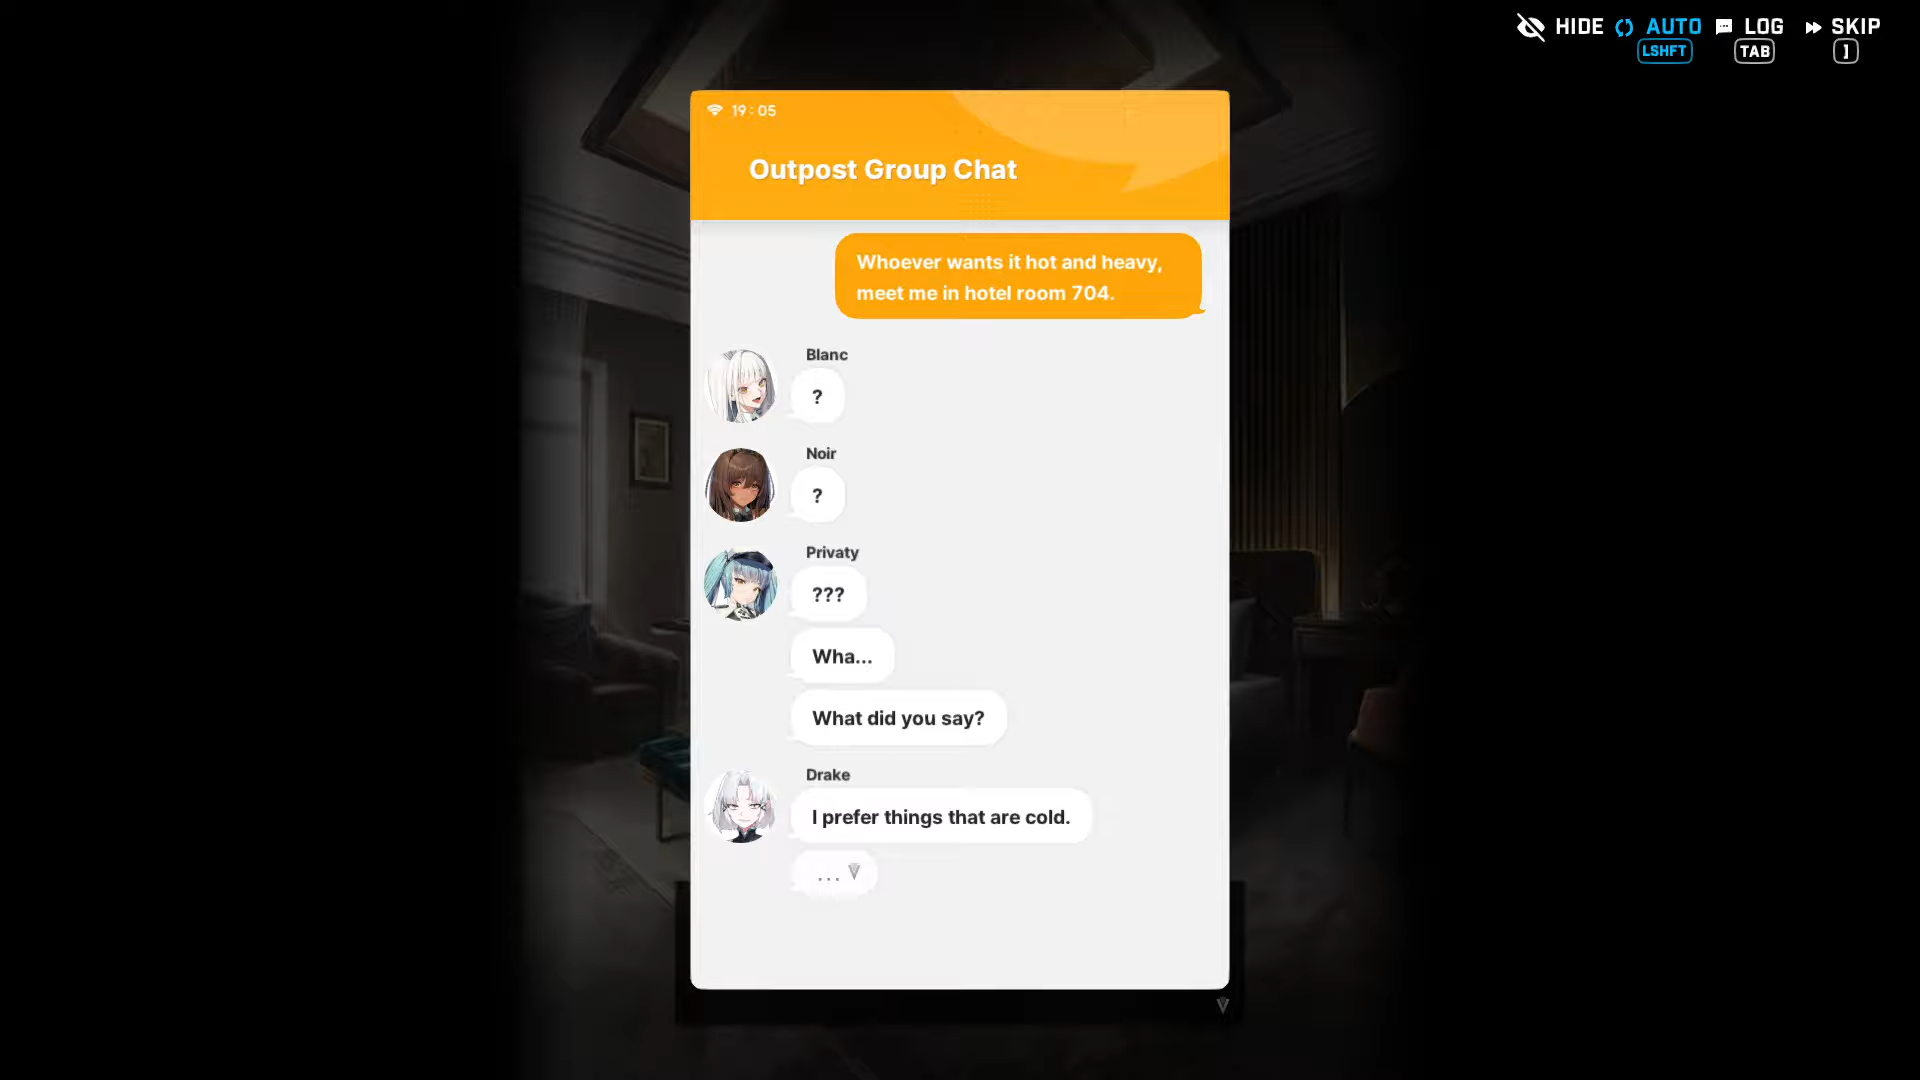 HIDE AUTO LOG SKIP
LSHFT TAB ]
19:05
Outpost Group Chat
Whoever wants it hot and heavy,
meet me in hotel room 704.
Blanc
?
Noir
?
Privaty
???
Wha...
What did you say?
Drake
I prefer things that are cold.
...